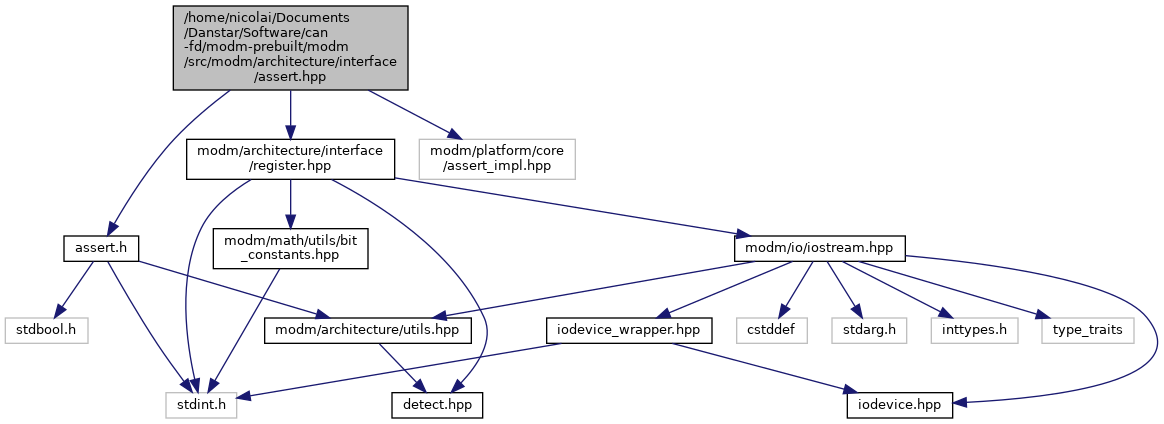 /home/nicolai/Documents
/Danstar/Software/can
-fd/modm-prebuilt/modm
/src/modm/architecture/interface
/assert.hpp
modm/architecture/interface
/register.hpp
modm/platform/core
/assert_impl.hpp
assert.h
modm/math/utils/bit
_constants.hpp
modm/io/iostream.hpp
stdbool.h
modm/architecture/utils.hpp
iodevice_wrapper.hpp
cstddef
stdarg.h
inttypes.h
type_traits
stdint.h
detect.hpp
iodevice.hpp